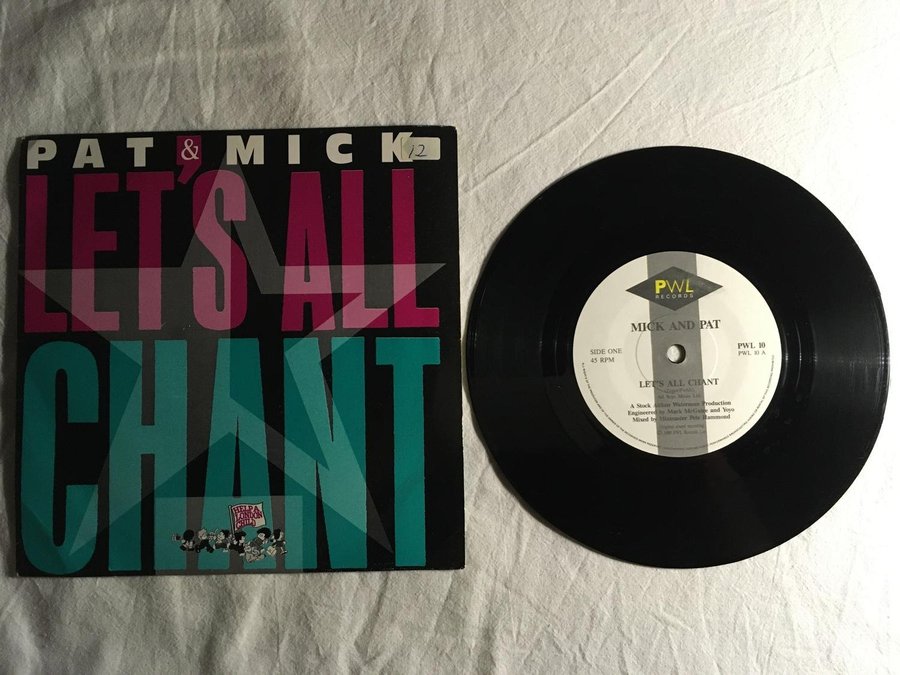 PAT & MICK
12
LET'S ALL
CHANT
HELP A
LONDON
CHILD
PWL
RECORDS
MICK AND PAT
SIDE ONE
45 RPM
PWL 10
PWL 10 A
LET'S ALL CHANT
A Stock Aitken Waterman Production
Engineered by Mark McGuire and Yoyo
Mixed by Mixmaster Pete Hammond